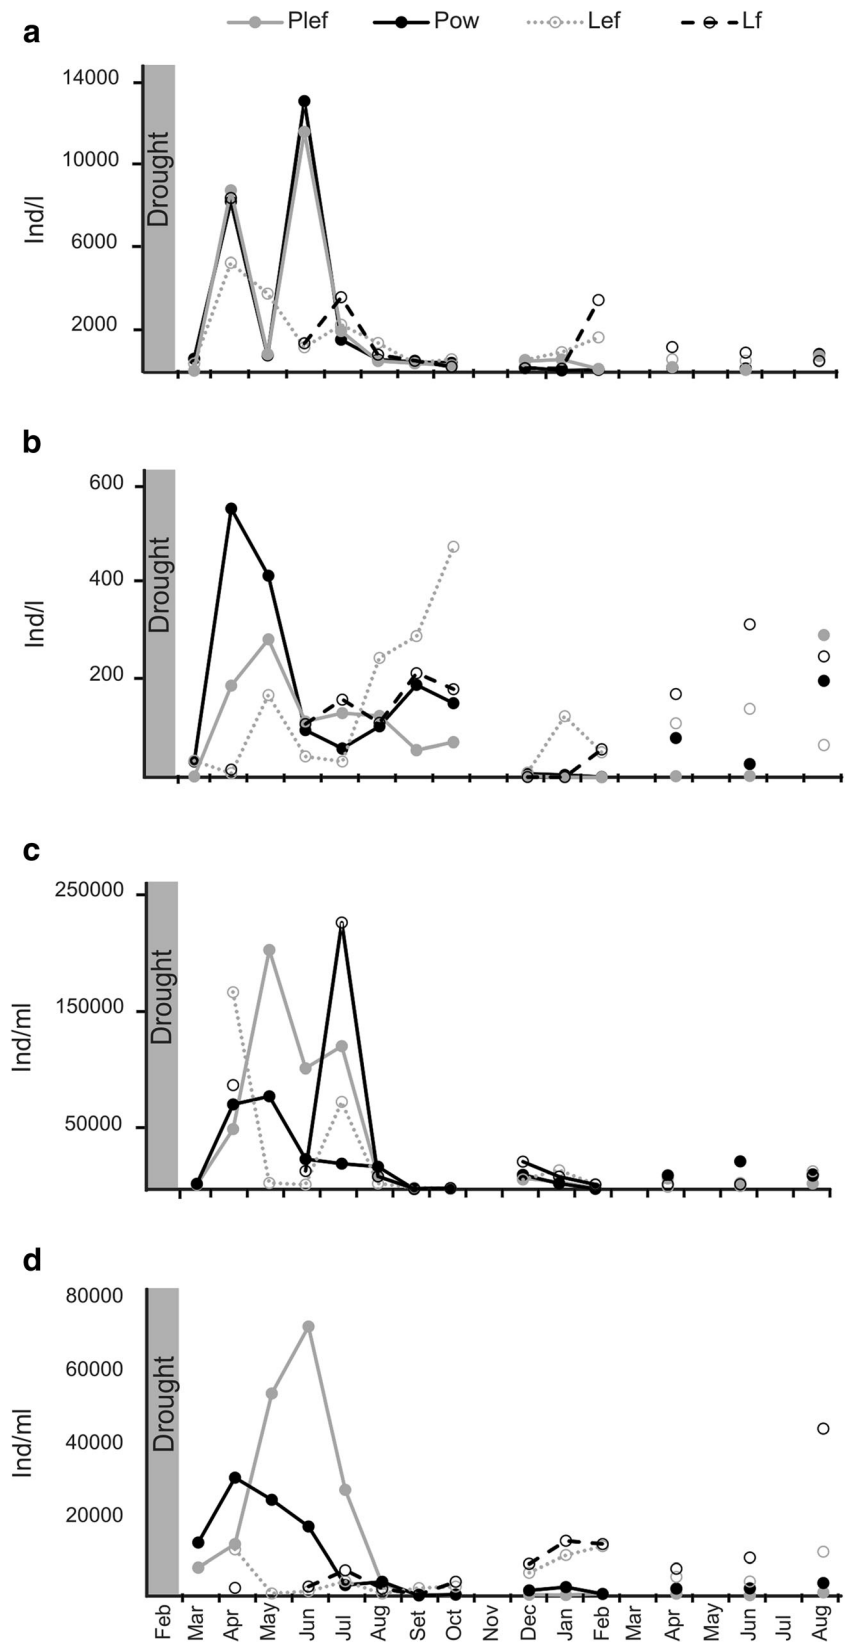 a
Plef Pow Lef Lf
14000
10000
6000
2000
Ind/l
Drought
b
600
400
200
Ind/l
Drought
c
250000
150000
50000
Ind/ml
Drought
d
80000
60000
40000
20000
Ind/ml
Drought
Feb Mar Apr May Jun Jul Aug Set Oct Nov Dec Jan Feb Mar Apr May Jun Jul Aug